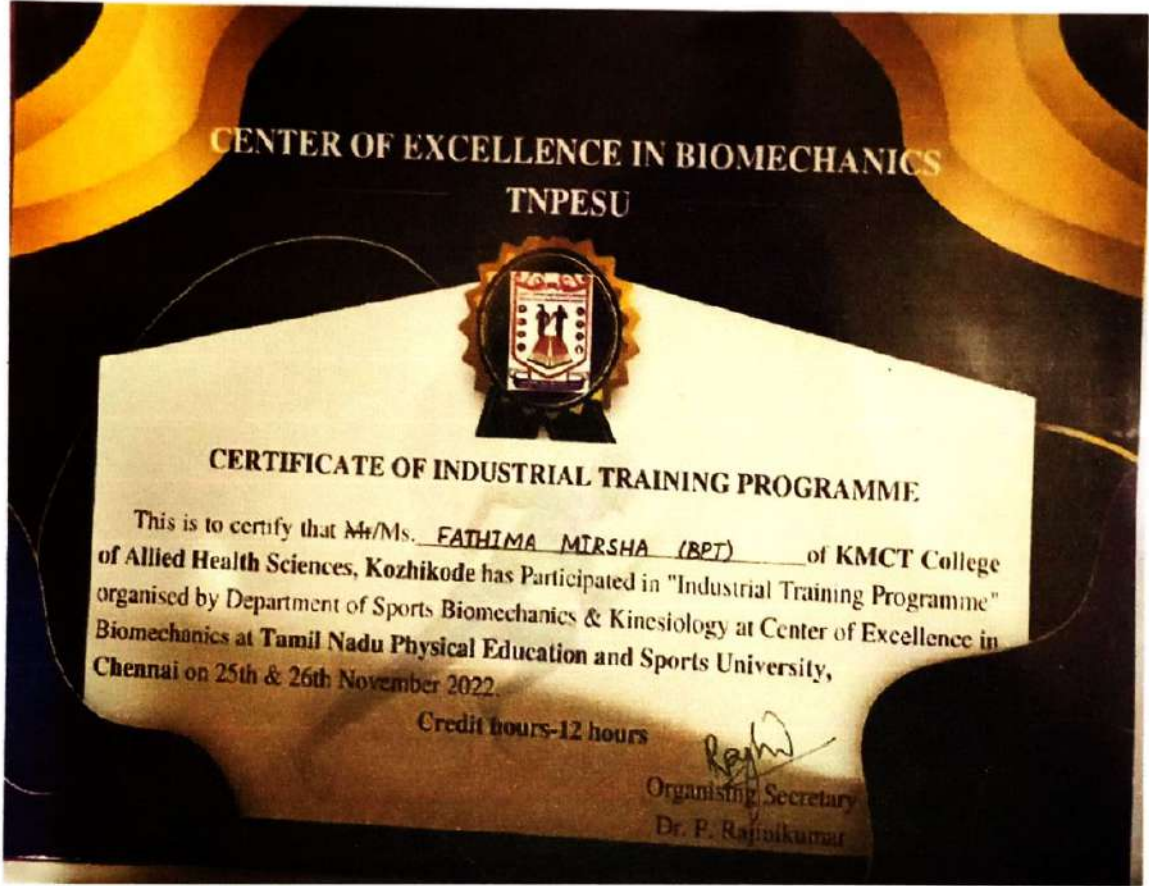 CENTER OF EXCELLENCE IN BIOMECHANICS
TNPESU
CERTIFICATE OF INDUSTRIAL TRAINING PROGRAMME
This is to certify that Mr/Ms. FATHIMA MIRSHA (BPT) of KMCT College
of Allied Health Sciences, Kozhikode has Participated in "Industrial Training Programme"
organised by Department of Sports Biomechanics & Kinesiology at Center of Excellence in
Biomechanics at Tamil Nadu Physical Education and Sports University,
Chennai on 25th & 26th November 2022.
Credit hours-12 hours
Organising Secretary
Dr. P. Rajinikumar